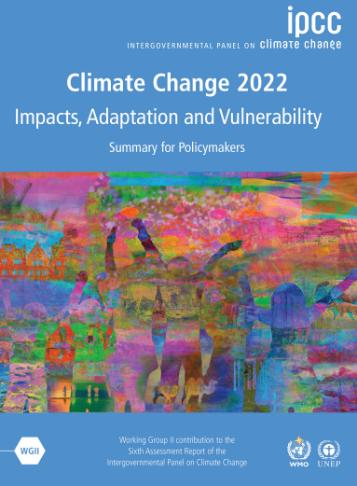 ipcc
INTERGOVERNMENTAL PANEL ON climate change
Climate Change 2022
Impacts, Adaptation and Vulnerability
Summary for Policymakers
WGII
Working Group II contribution to the
Sixth Assessment Report of the
Intergovernmental Panel on Climate Change
WMO UNEP